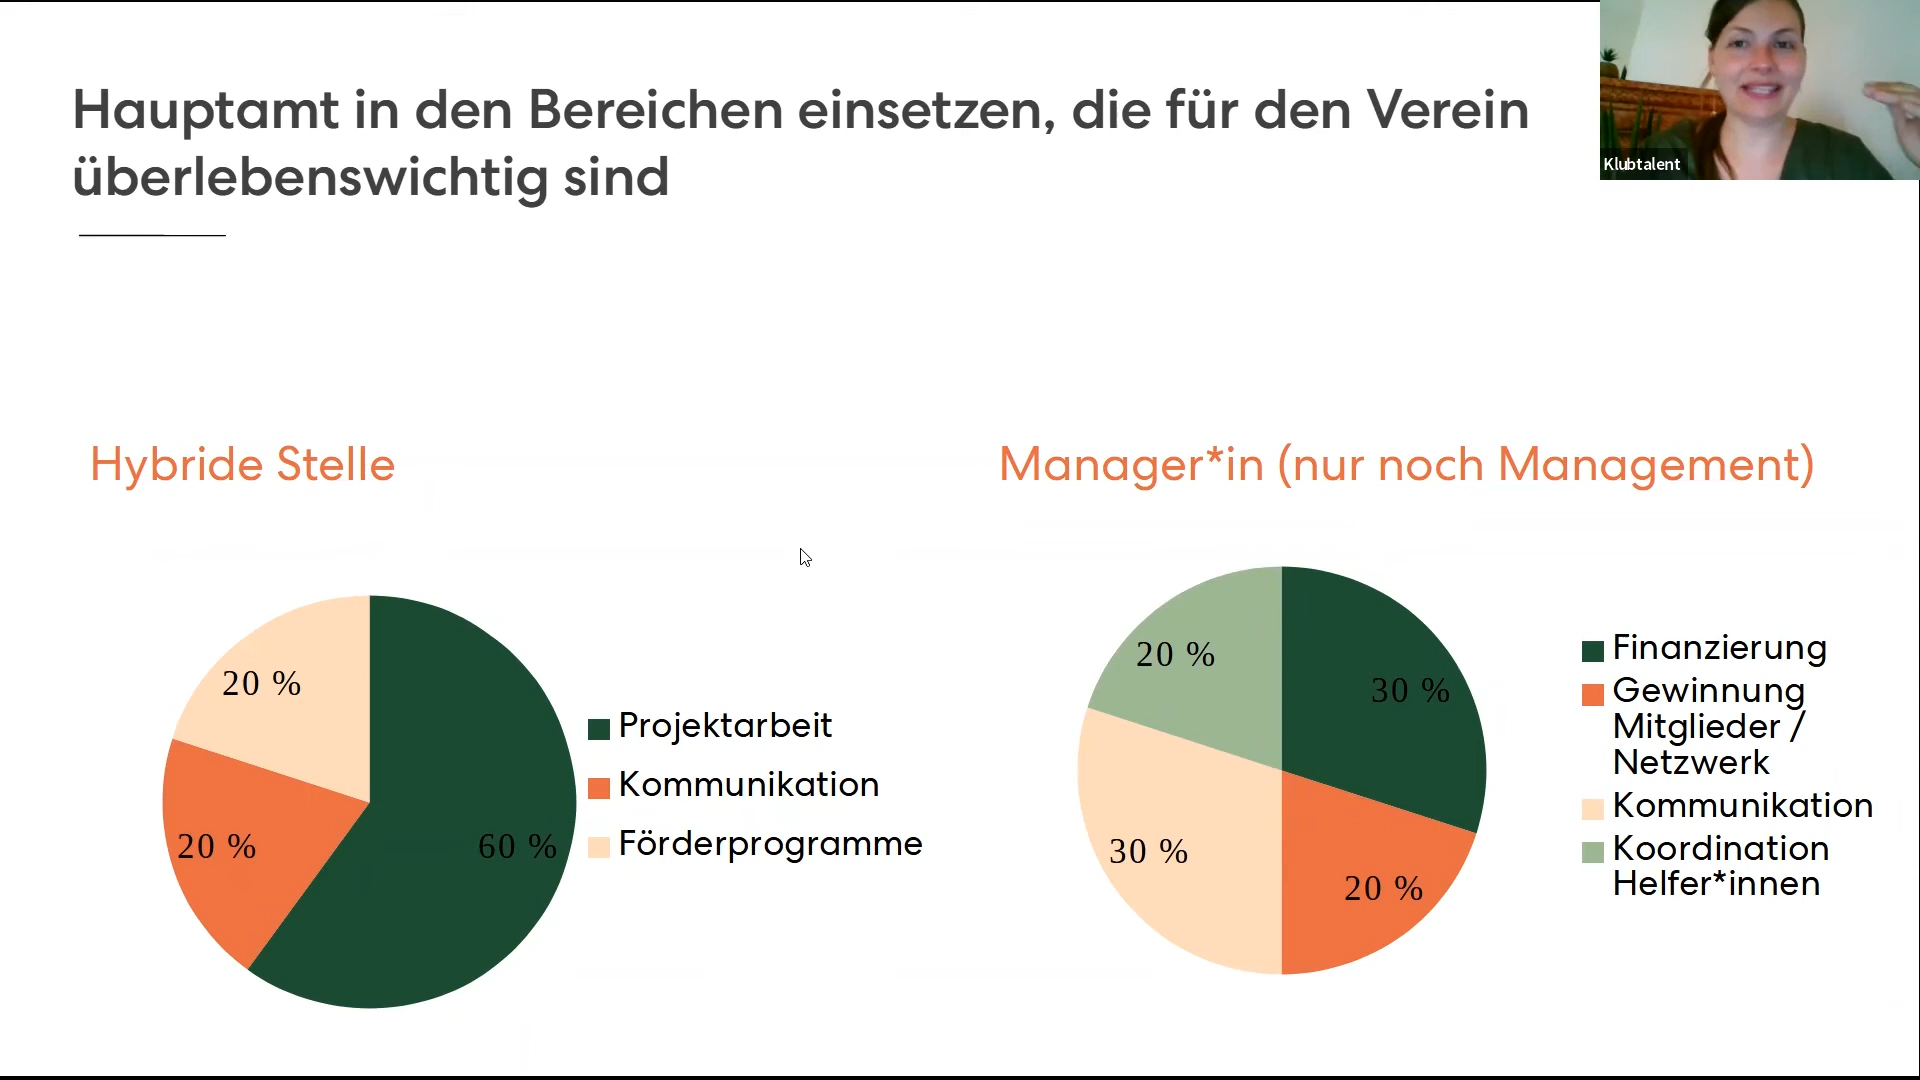 Hauptamt in den Bereichen einsetzen, die für den Verein
überlebenswichtig sind
Klubtalent
Hybride Stelle
20 %
20 %
60 %
Projektarbeit
Kommunikation
Förderprogramme
Manager*in (nur noch Management)
20 %
30 %
30 %
20 %
Finanzierung
Gewinnung
Mitglieder /
Netzwerk
Kommunikation
Koordination
Helfer*innen